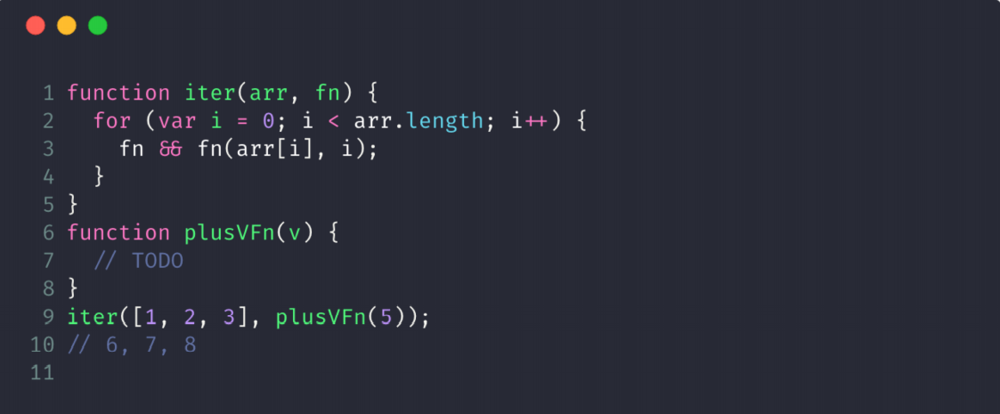 1 function iter(arr, fn) {
2   for (var i = 0; i < arr.length; i++) {
3     fn && fn(arr[i], i);
4   }
5 }
6 function plusVFn(v) {
7   // TODO
8 }
9 iter([1, 2, 3], plusVFn(5));
10 // 6, 7, 8
11